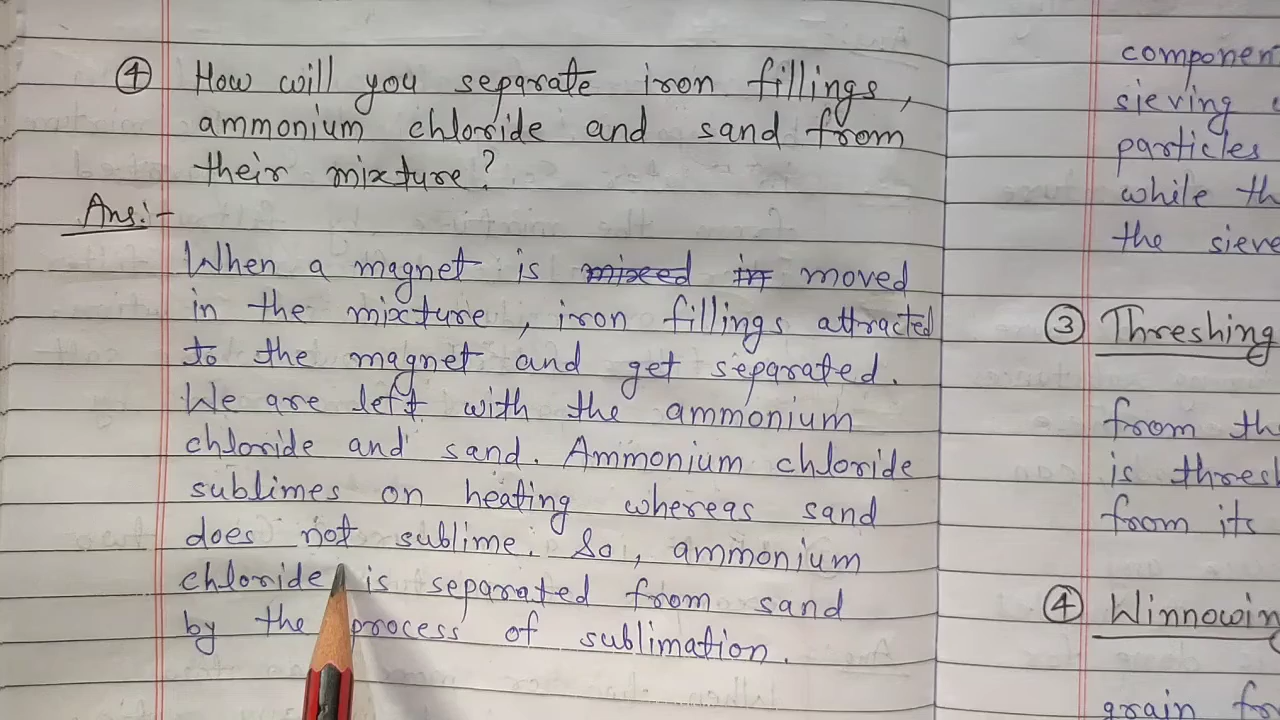 ④ How will you separate iron fillings,
ammonium chloride and sand from
their mixture?
Ans:-
When a magnet is mixed in moved
in the mixture, iron fillings attracted
to the magnet and get separated.
We are left with the ammonium
chloride and sand. Ammonium chloride
sublimes on heating whereas sand
does not sublime. So, ammonium
chloride is separated from sand
by the process of sublimation.
componen
sieving
particles
while th
the sieve
③ Threshing
from th
is thresh
from its
④ Winnowin
grain fr